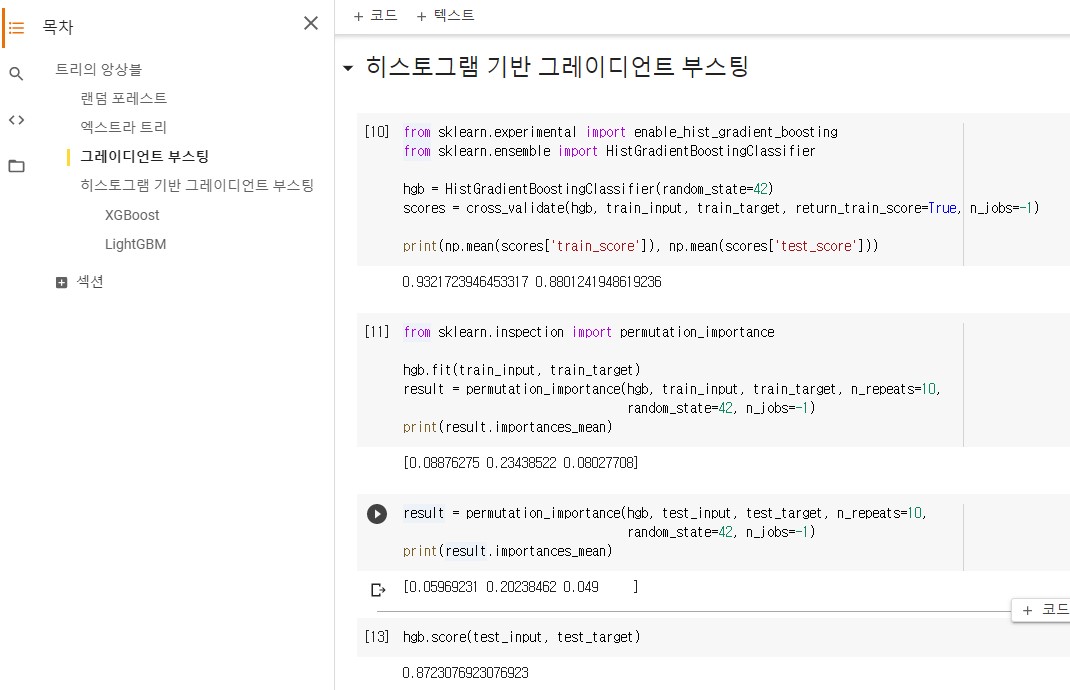 목차
트리의 앙상블
랜덤 포레스트
엑스트라 트리
그레이디언트 부스팅
히스토그램 기반 그레이디언트 부스팅
XGBoost
LightGBM
섹션
+ 코드 + 텍스트
히스토그램 기반 그레이디언트 부스팅
[10] from sklearn.experimental import enable_hist_gradient_boosting
from sklearn.ensemble import HistGradientBoostingClassifier
hgb = HistGradientBoostingClassifier(random_state=42)
scores = cross_validate(hgb, train_input, train_target, return_train_score=True, n_jobs=-1)
print(np.mean(scores['train_score']), np.mean(scores['test_score']))
0.9321723946453317 0.8801241948619236
[11] from sklearn.inspection import permutation_importance
hgb.fit(train_input, train_target)
result = permutation_importance(hgb, train_input, train_target, n_repeats=10,
random_state=42, n_jobs=-1)
print(result.importances_mean)
[0.08876275 0.23438522 0.08027708]
result = permutation_importance(hgb, test_input, test_target, n_repeats=10,
random_state=42, n_jobs=-1)
print(result.importances_mean)
[0.05969231 0.20238462 0.049 ]
+ 코드
[13] hgb.score(test_input, test_target)
0.8723076923076923